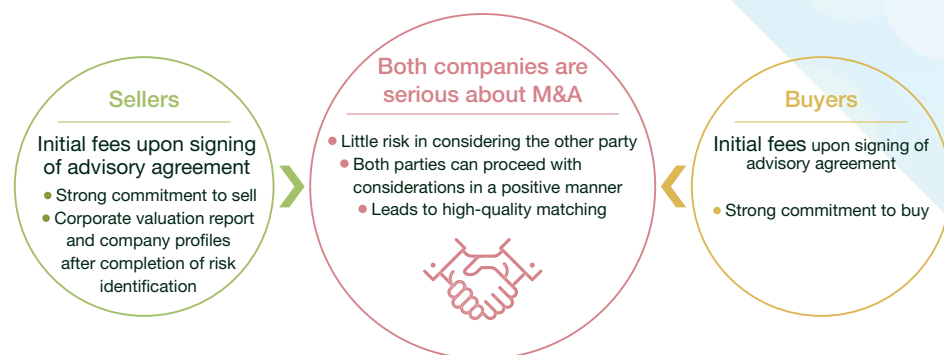 Sellers
Initial fees upon signing
of advisory agreement
• Strong commitment to sell
• Corporate valuation report
and company profiles
after completion of risk
identification
Both companies are
serious about M&A
• Little risk in considering the other party
• Both parties can proceed with
considerations in a positive manner
• Leads to high-quality matching
Buyers
Initial fees upon signing of
advisory agreement
• Strong commitment to buy